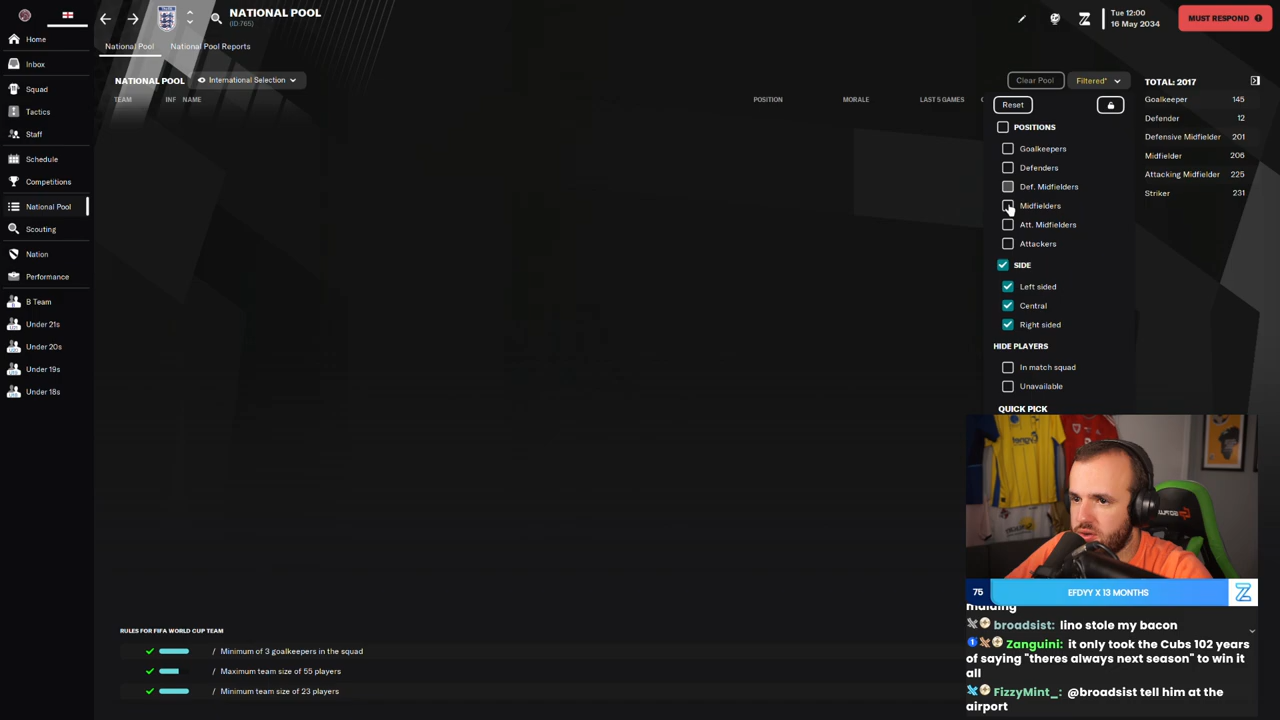 NATIONAL POOL
(ID:765)
Tue 12:00
16 May 2034
MUST RESPOND
Home
Inbox
Squad
Tactics
Staff
Schedule
Competitions
National Pool
Scouting
Nation
Performance
B Team
Under 21s
Under 20s
Under 19s
Under 18s
National Pool
National Pool Reports
NATIONAL POOL
International Selection
Clear Pool
Filtered*
TEAM INF NAME POSITION MORALE LAST 5 GAMES
Reset
POSITIONS
Goalkeepers
Defenders
Def. Midfielders
Midfielders
Att. Midfielders
Attackers
SIDE
Left sided
Central
Right sided
HIDE PLAYERS
In match squad
Unavailable
QUICK PICK
TOTAL: 2017
Goalkeeper 145
Defender 12
Defensive Midfielder 201
Midfielder 206
Attacking Midfielder 225
Striker 231
RULES FOR FIFA WORLD CUP TEAM
/ Minimum of 3 goalkeepers in the squad
/ Maximum team size of 55 players
/ Minimum team size of 23 players
75 EFDYY X 13 MONTHS
broadsist: lino stole my bacon
Zanguini: it only took the Cubs 102 years
of saying "theres always next season" to win it
all
FizzyMint_: @broadsist tell him at the
airport